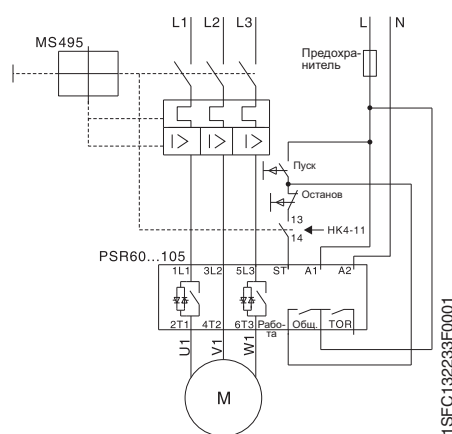 L1 L2 L3 L N
MS495
Предохра-
нитель
I> I> I>
Пуск
Останов
13
14
HK4-11
PSR60...105
1L1 3L2 5L3 ST A1 A2
2T1 4T2 6T3 Рабо-
та Общ. TOR
U1 V1 W1
M
1SFC132233F0001